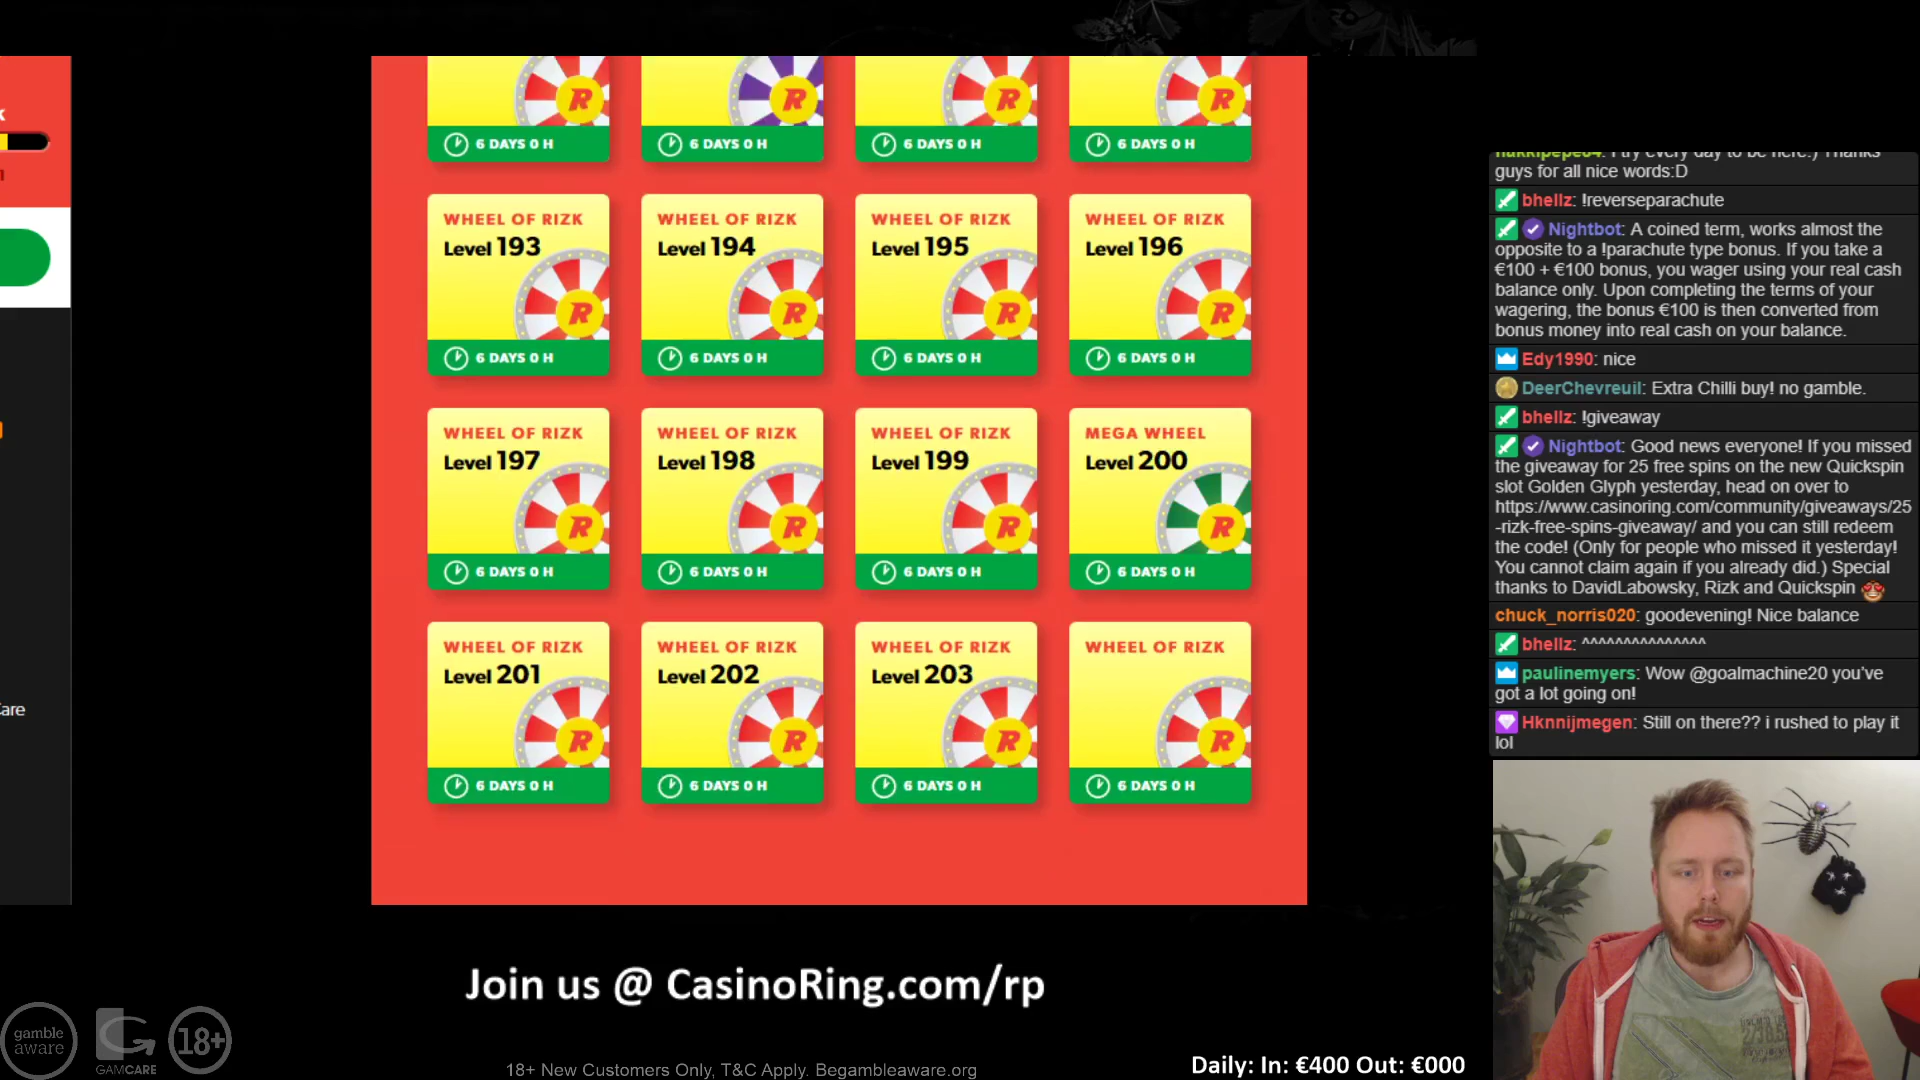 6 DAYS 0 H
6 DAYS 0 H
6 DAYS 0 H
6 DAYS 0 H
WHEEL OF RIZK
Level 193
R
6 DAYS 0 H
WHEEL OF RIZK
Level 194
R
6 DAYS 0 H
WHEEL OF RIZK
Level 195
R
6 DAYS 0 H
WHEEL OF RIZK
Level 196
R
6 DAYS 0 H
WHEEL OF RIZK
Level 197
R
6 DAYS 0 H
WHEEL OF RIZK
Level 198
R
6 DAYS 0 H
WHEEL OF RIZK
Level 199
R
6 DAYS 0 H
MEGA WHEEL
Level 200
R
6 DAYS 0 H
WHEEL OF RIZK
Level 201
R
6 DAYS 0 H
WHEEL OF RIZK
Level 202
R
6 DAYS 0 H
WHEEL OF RIZK
Level 203
R
6 DAYS 0 H
WHEEL OF RIZK
R
6 DAYS 0 H
are
guys for all nice words:D
bhellz: !reverseparachute
Nightbot: A coined term, works almost the
opposite to a !parachute type bonus. If you take a
€100 + €100 bonus, you wager using your real cash
balance only. Upon completing the terms of your
wagering, the bonus €100 is then converted from
bonus money into real cash on your balance.
Edy1990: nice
DeerChevreuil: Extra Chilli buy! no gamble.
bhellz: !giveaway
Nightbot: Good news everyone! If you missed
the giveaway for 25 free spins on the new Quickspin
slot Golden Glyph yesterday, head on over to
https://www.casinoring.com/community/giveaways/25
-rizk-free-spins-giveaway/ and you can still redeem
the code! (Only for people who missed it yesterday!
You cannot claim again if you already did.) Special
thanks to DavidLabowsky, Rizk and Quickspin
chuck_norris020: goodevening! Nice balance
bhellz: ^^^^^^^^^^^^^^^
paulinemyers: Wow @goalmachine20 you've
got a lot going on!
Hknnijmegen: Still on there?? i rushed to play it
lol
Join us @ CasinoRing.com/rp
gamble
aware
GAMCARE
18+
18+ New Customers Only, T&C Apply. Begambleaware.org
Daily: In: €400 Out: €000